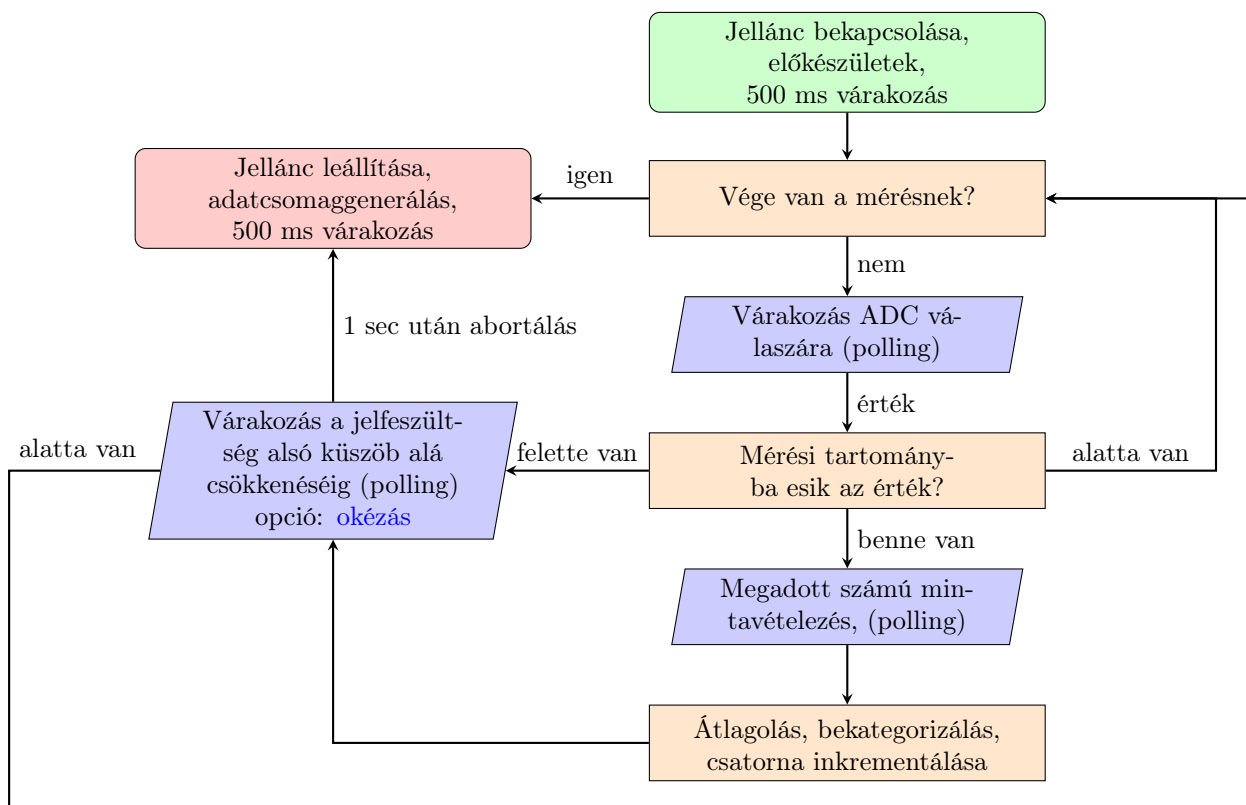 Jellánc bekapcsolása,
előkészületek,
500 ms várakozás
Jellánc leállítása,
adatcsomaggenerálás,
500 ms várakozás
igen
Vége van a mérésnek?
nem
Várakozás ADC vá-
laszára (polling)
1 sec után abortálás
érték
alatta van
Várakozás a jelfeszült-
ség alsó küszöb alá
csökkenéséig (polling)
opció: okézás
felette van
Mérési tartomány-
ba esik az érték?
alatta van
benne van
Megadott számú min-
tavételezés, (polling)
Átlagolás, bekategorizálás,
csatorna inkrementálása